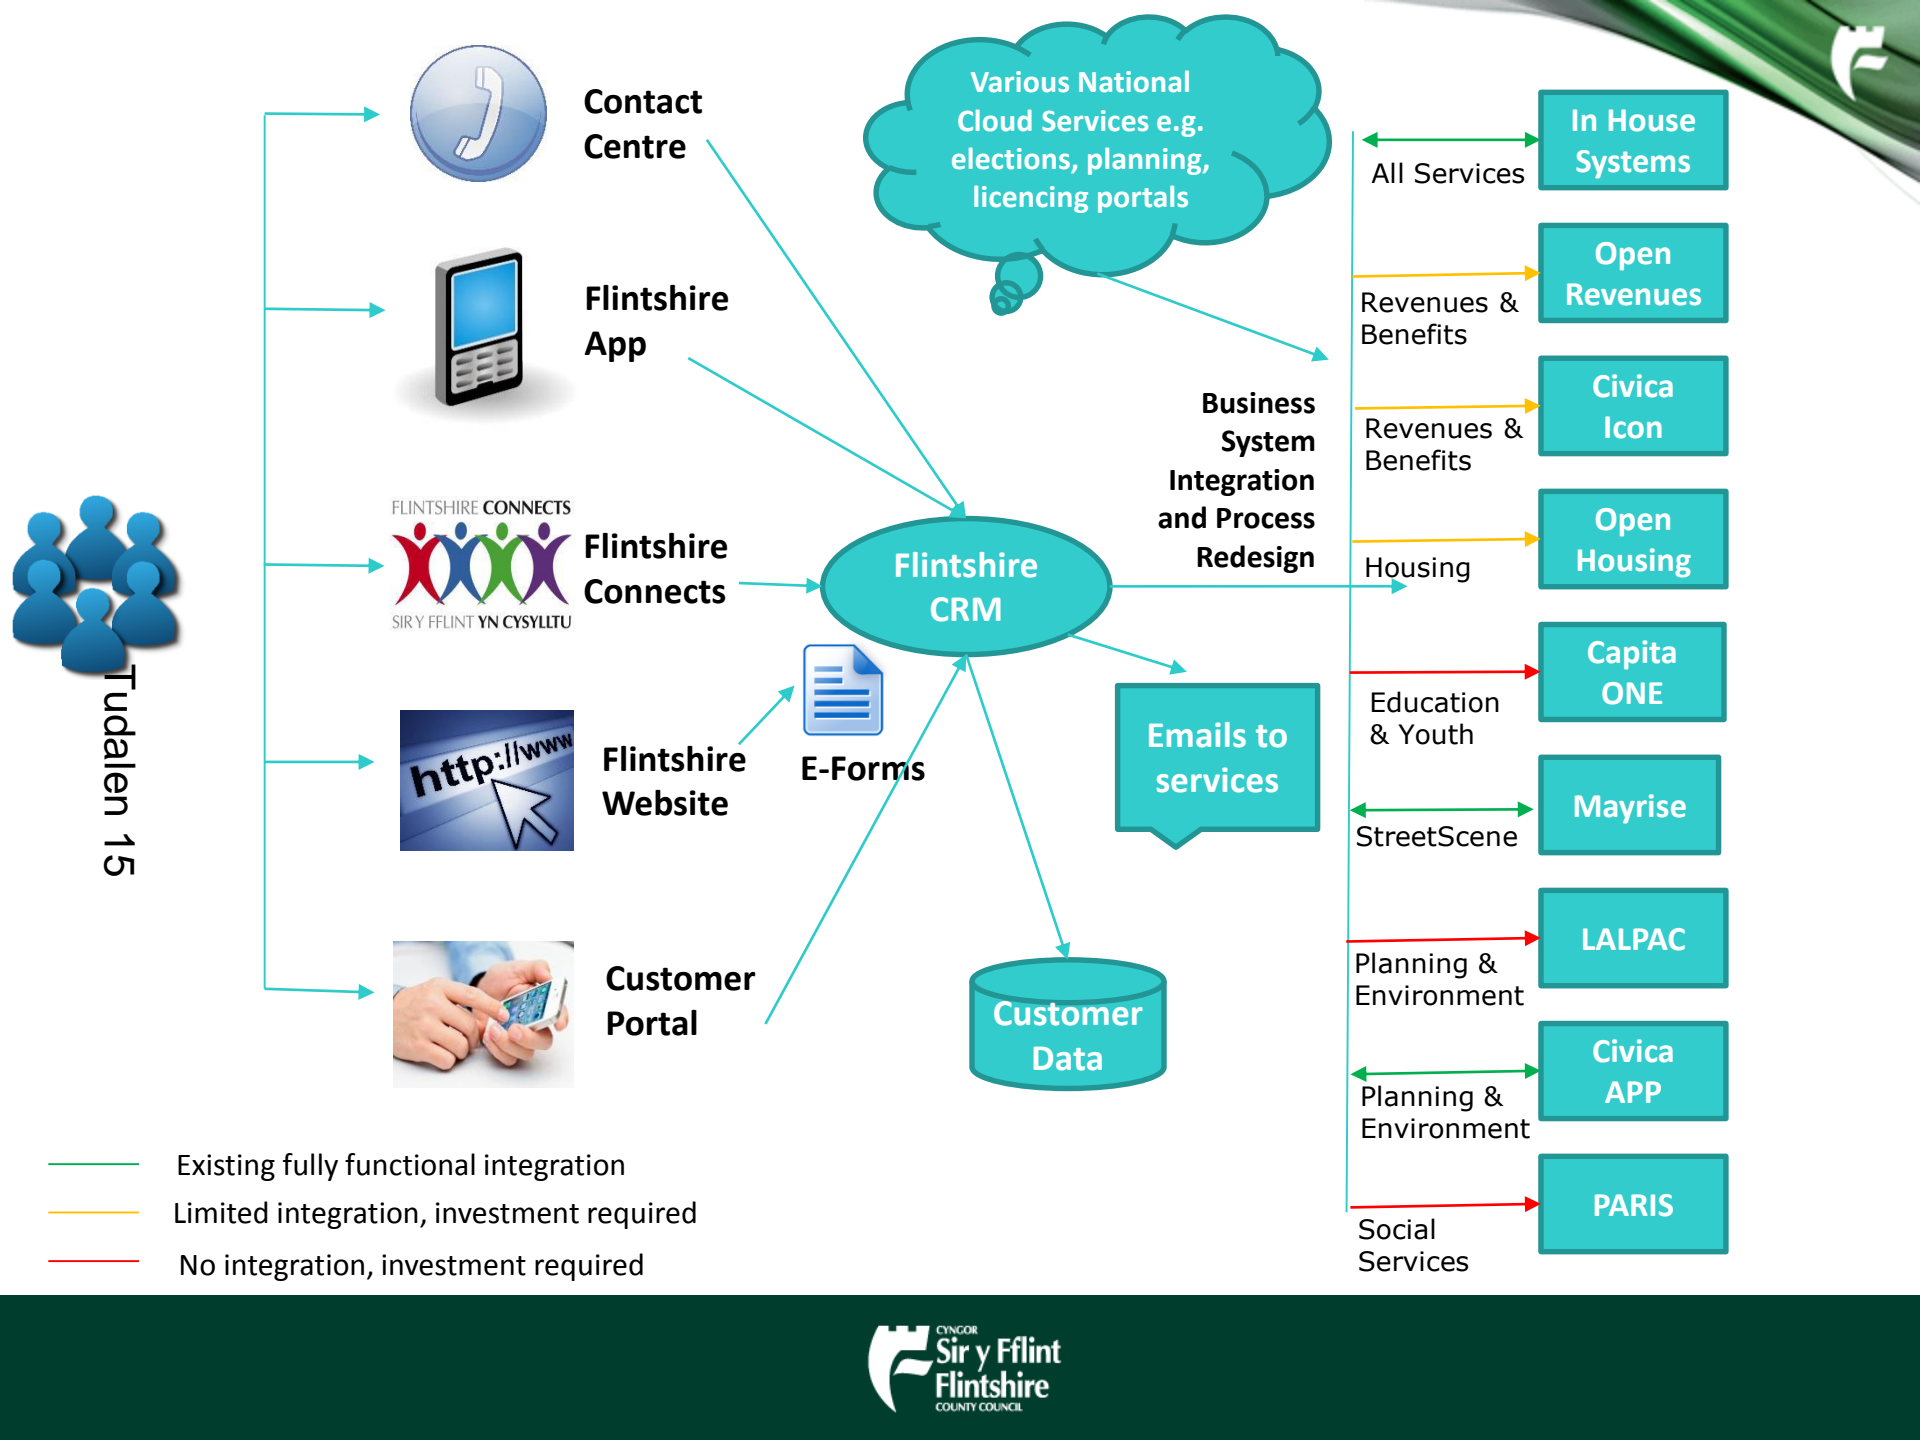 Contact
Centre
Flintshire
App
FLINTSHIRE CONNECTS
SIR Y FFLINT YN CYSYLLTU
Flintshire
Connects
http://www
Flintshire
Website
E-Forms
Customer
Portal
Tudalen 15
Various National
Cloud Services e.g.
elections, planning,
licencing portals
Flintshire
CRM
Business
System
Integration
and Process
Redesign
Emails to
services
Customer
Data
All Services
In House
Systems
Revenues &
Benefits
Open
Revenues
Revenues &
Benefits
Civica
Icon
Housing
Open
Housing
Education
& Youth
Capita
ONE
StreetScene
Mayrise
Planning &
Environment
LALPAC
Planning &
Environment
Civica
APP
Social
Services
PARIS
Existing fully functional integration
Limited integration, investment required
No integration, investment required
CYNGOR
Sir y Fflint
Flintshire
COUNTY COUNCIL